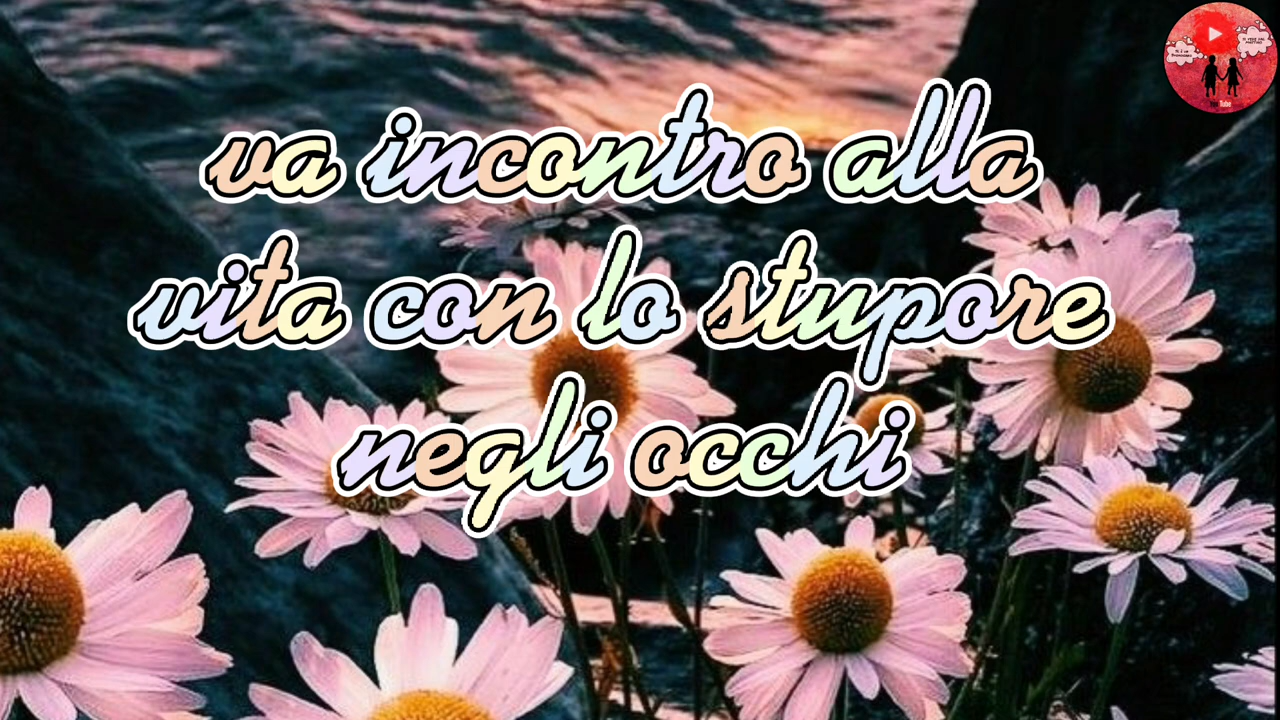 va incontro alla
vita con lo stupore
negli occhi